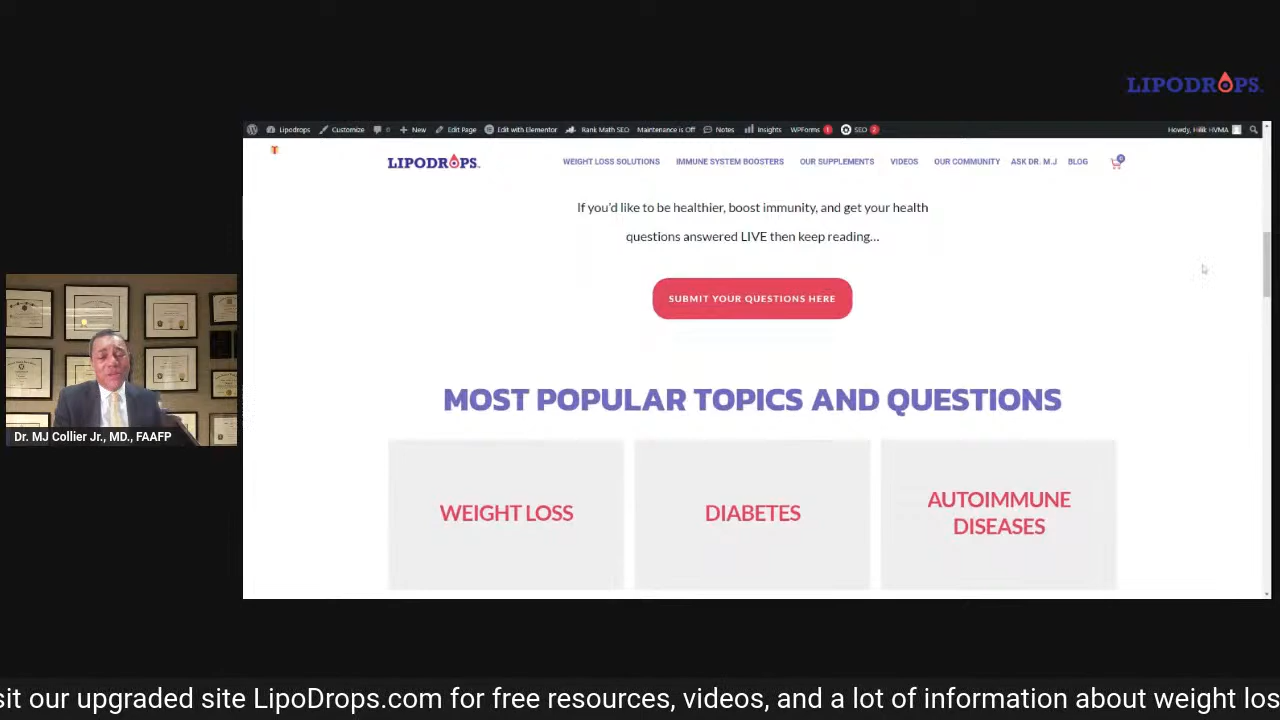 LIPODROPS
Lipodrops Customize 0 New Edit Page Edit with Elementor Rank Math SEO Maintenance is Off Notes Insights WPForms 1 SEO 2
LIPODROPS
WEIGHT LOSS SOLUTIONS IMMUNE SYSTEM BOOSTERS OUR SUPPLEMENTS VIDEOS OUR COMMUNITY ASK DR. M.J BLOG 0
If you'd like to be healthier, boost immunity, and get your health
questions answered LIVE then keep reading...
SUBMIT YOUR QUESTIONS HERE
MOST POPULAR TOPICS AND QUESTIONS
WEIGHT LOSS
DIABETES
AUTOIMMUNE
DISEASES
Dr. MJ Collier Jr., MD., FAAFP
sit our upgraded site LipoDrops.com for free resources, videos, and a lot of information about weight los